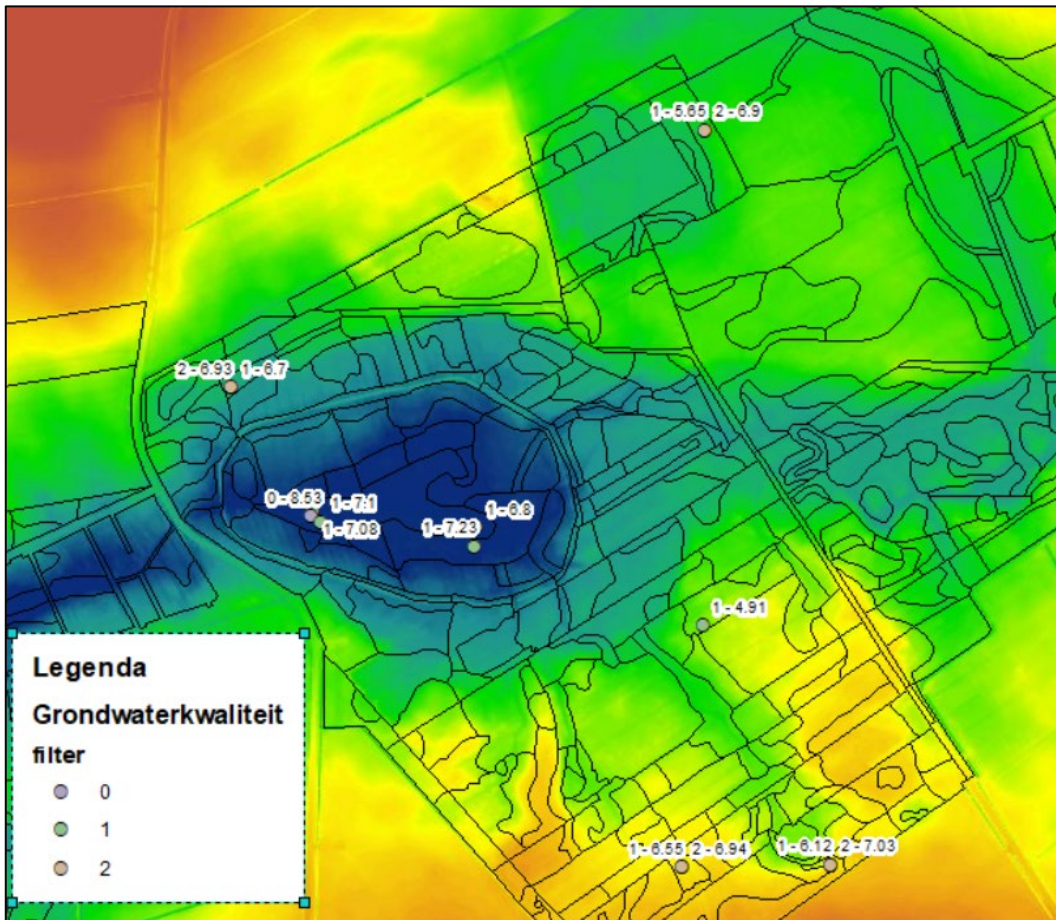 1 - 5.65 2 - 6.9
2 - 6.93 1 - 6.7
0 - 8.53 1 - 7.1
1 - 7.08
1 - 7.23
1 - 6.8
1 - 4.91
1 - 6.55 2 - 6.94
1 - 6.12 2 - 7.03
Legenda
Grondwaterkwaliteit
filter
0
1
2